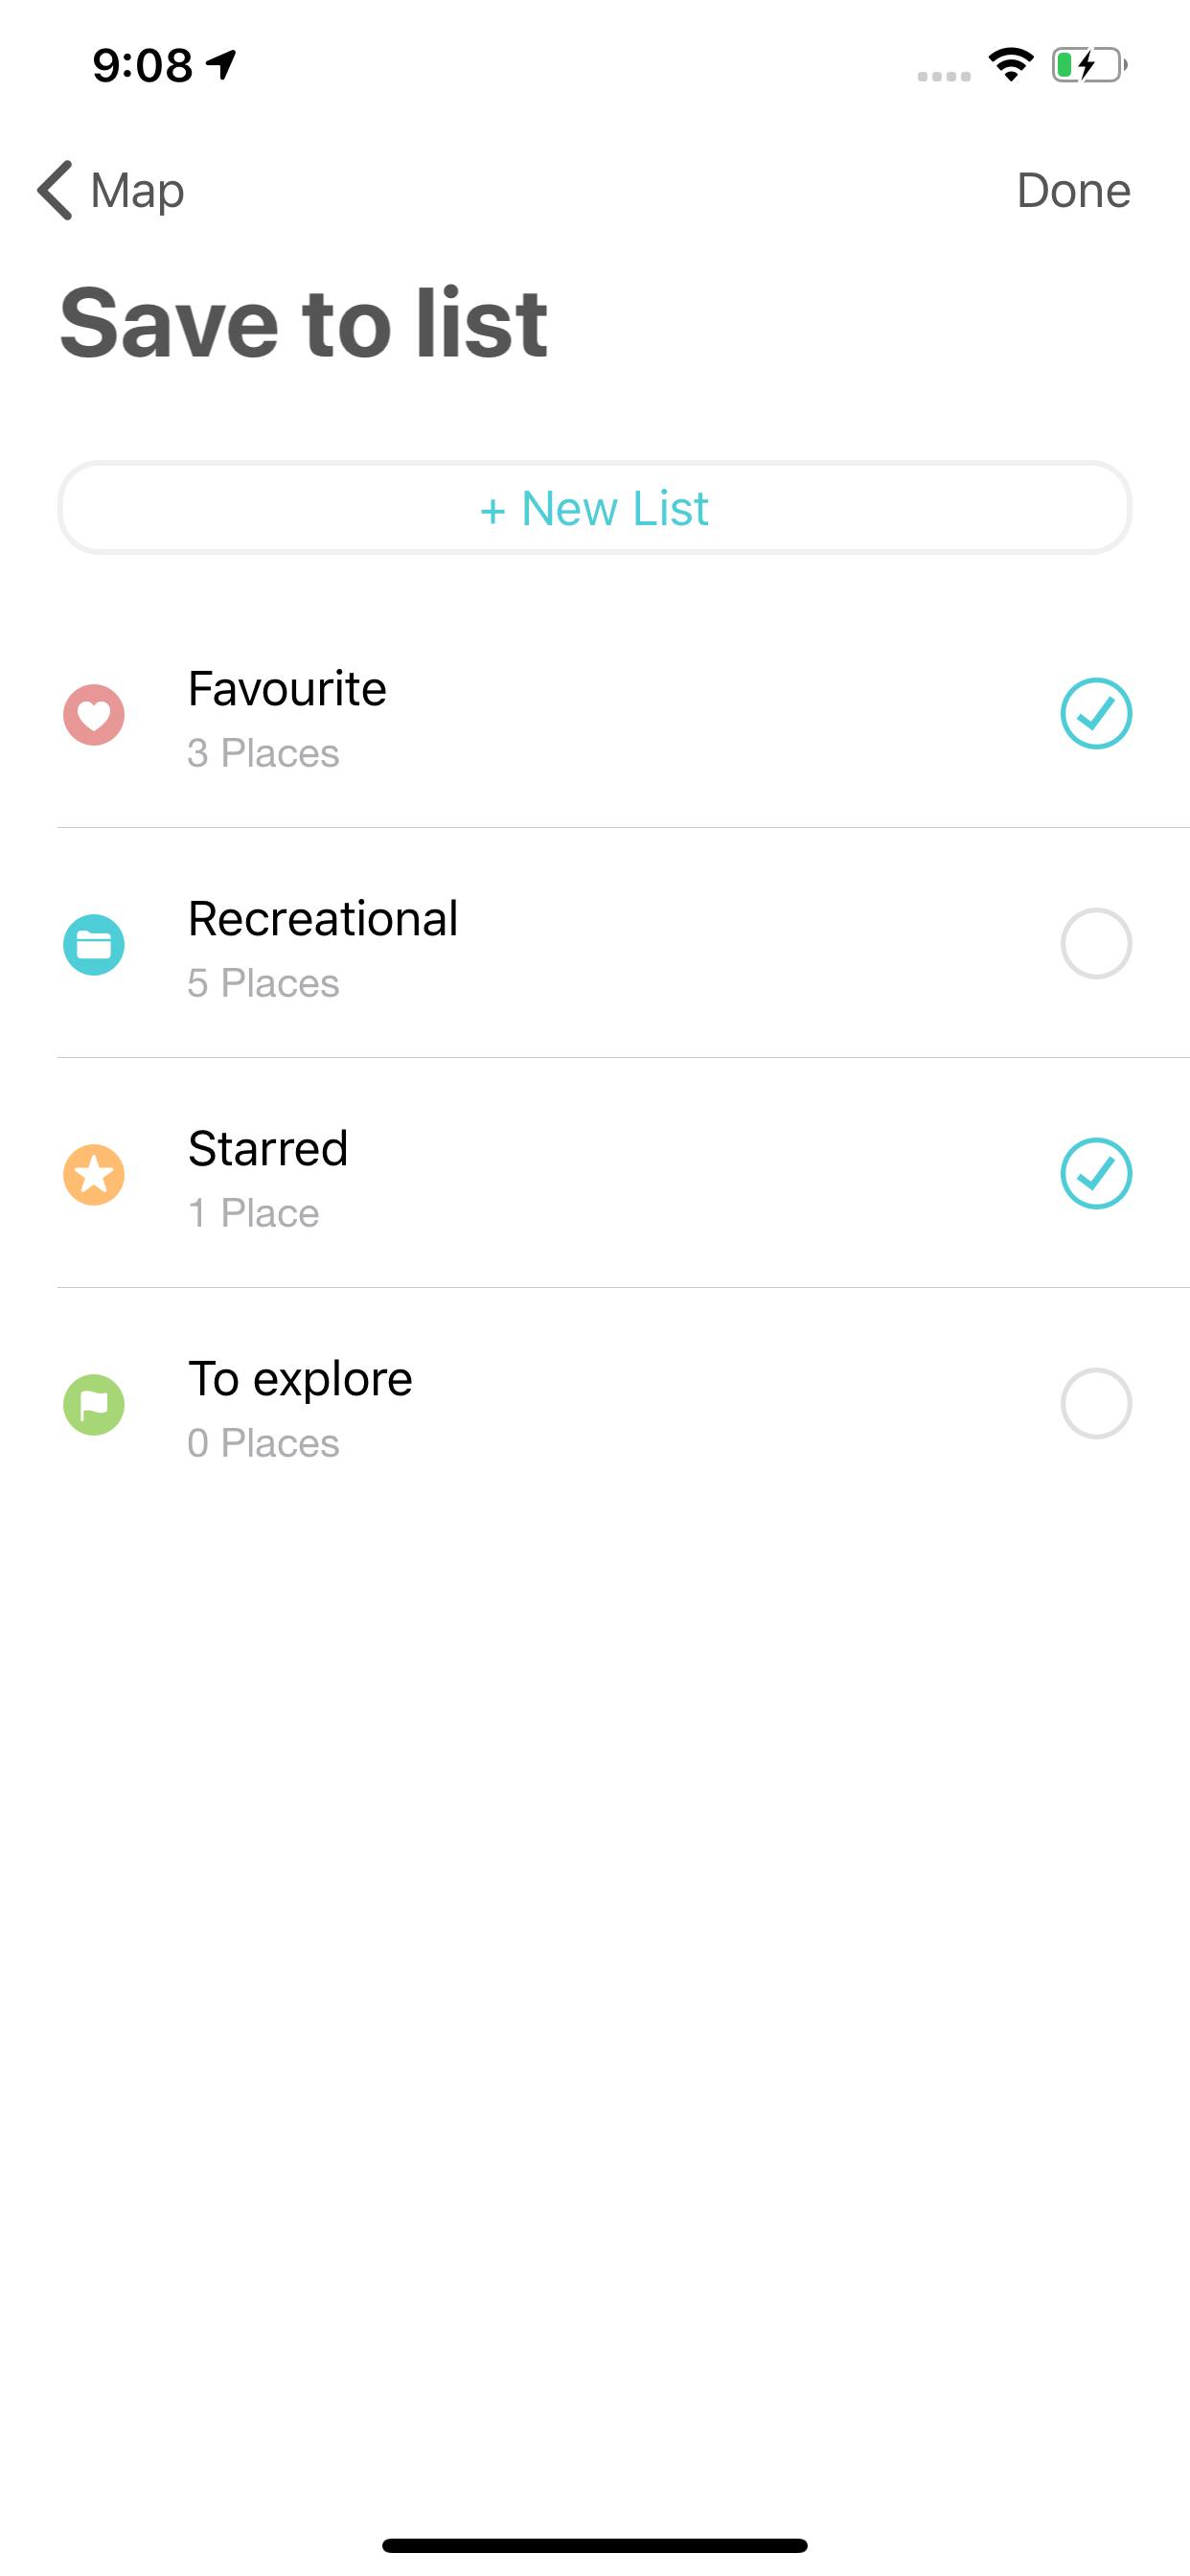 9:08
Map
Done
Save to list
+ New List
Favourite
3 Places
Recreational
5 Places
Starred
1 Place
To explore
0 Places